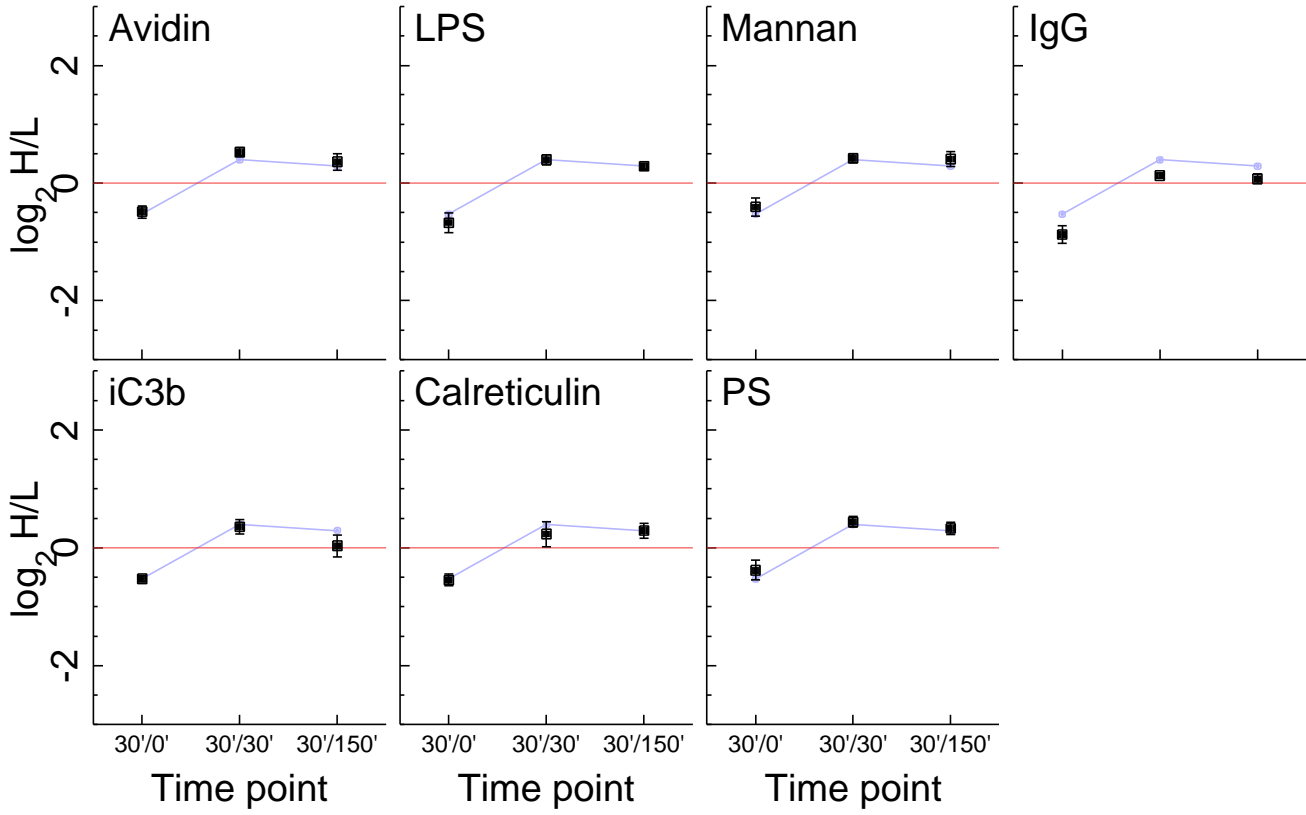 Avidin LPS Mannan IgG
2
0
-2
log2 H/L
iC3b Calreticulin PS
2
0
-2
log2 H/L
30'/0' 30'/30' 30'/150' 30'/0' 30'/30' 30'/150' 30'/0' 30'/30' 30'/150'
Time point Time point Time point